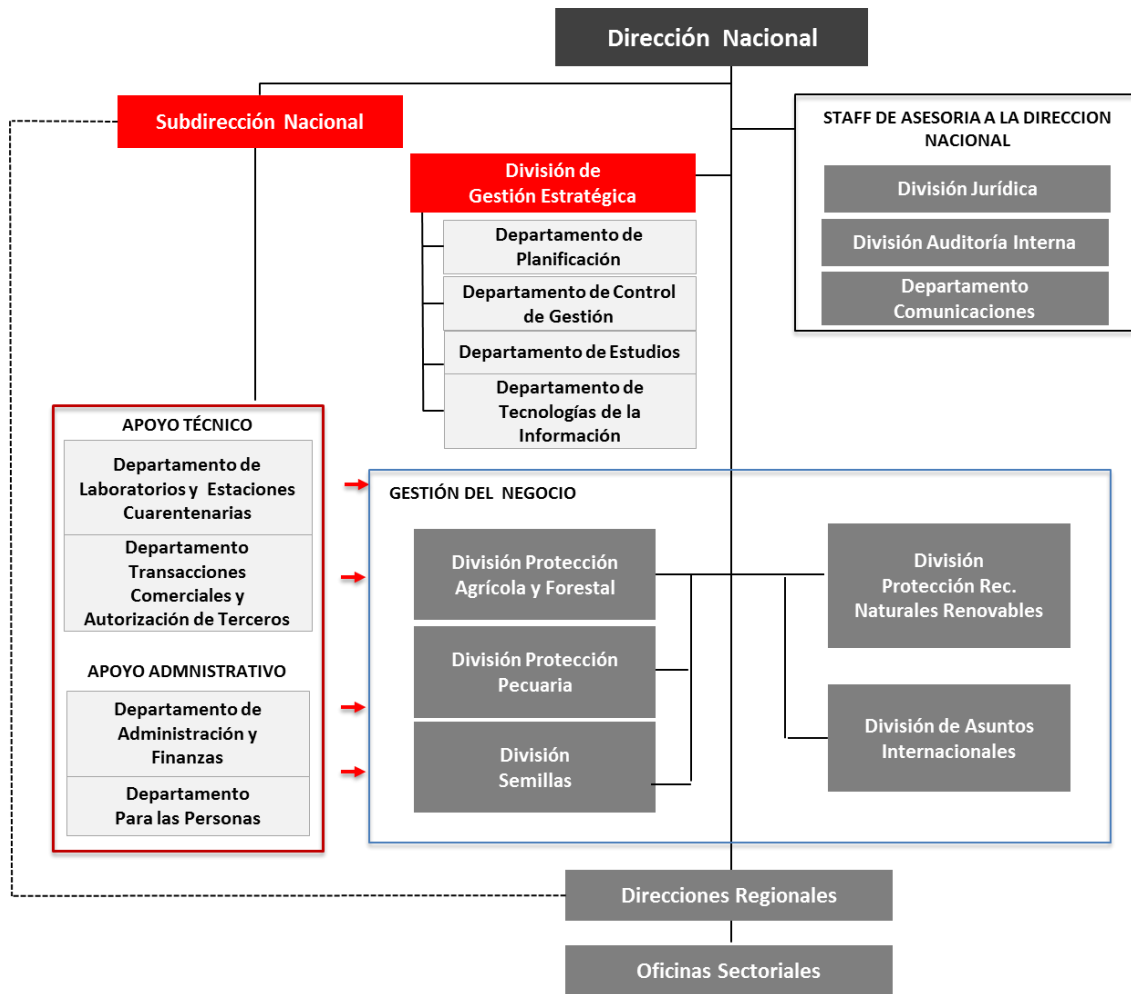 Dirección Nacional
Subdirección Nacional
STAFF DE ASESORIA A LA DIRECCION
NACIONAL
División Jurídica
División Auditoría Interna
Departamento
Comunicaciones
División de
Gestión Estratégica
Departamento de
Planificación
Departamento de Control
de Gestión
Departamento de Estudios
Departamento de
Tecnologías de la
Información
APOYO TÉCNICO
Departamento de
Laboratorios y Estaciones
Cuarentenarias
Departamento
Transacciones
Comerciales y
Autorización de Terceros
APOYO ADMNISTRATIVO
Departamento de
Administración y
Finanzas
Departamento
Para las Personas
GESTIÓN DEL NEGOCIO
División Protección
Agrícola y Forestal
División Protección
Pecuaria
División
Semillas
División
Protección Rec.
Naturales Renovables
División de Asuntos
Internacionales
Direcciones Regionales
Oficinas Sectoriales